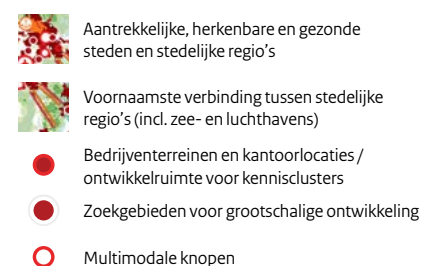 Aantrekkelijke, herkenbare en gezonde
steden en stedelijke regio's
Voornaamste verbinding tussen stedelijke
regio's (incl. zee- en luchthavens)
Bedrijventerreinen en kantoorlocaties /
ontwikkelruimte voor kennisclusters
Zoekgebieden voor grootschalige ontwikkeling
Multimodale knopen